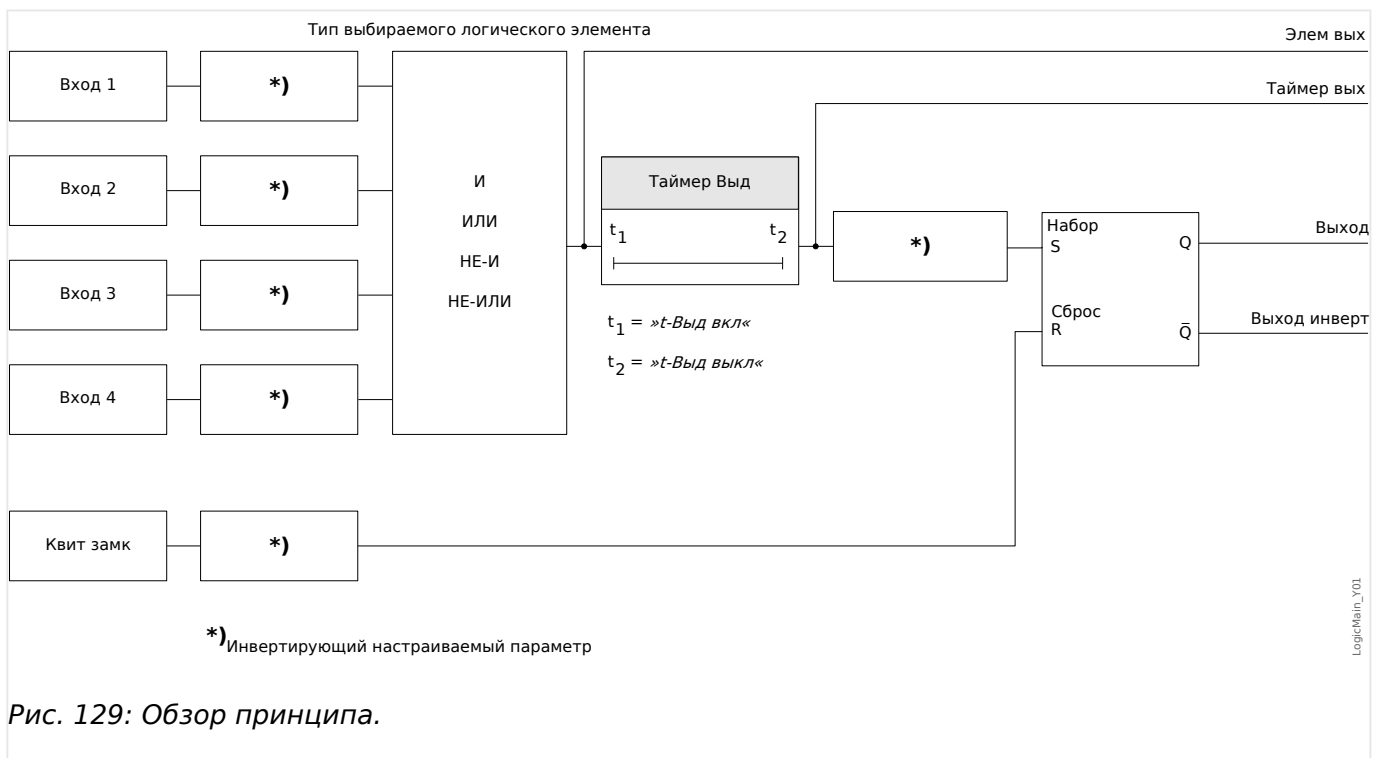 Тип выбираемого логического элемента
Элем вых
Вход 1
*)
Таймер вых
Вход 2
*)
И
ИЛИ
НЕ-И
НЕ-ИЛИ
Таймер Выд
t1
t2
*)
Набор
S
Q
Выход
Вход 3
*)
t1 = »t-Выд вкл«
t2 = »t-Выд выкл«
Сброс
R
Q̅
Выход инверт
Вход 4
*)
Квит замк
*)
*)Инвертирующий настраиваемый параметр
LogicMain_Y01
Рис. 129: Обзор принципа.